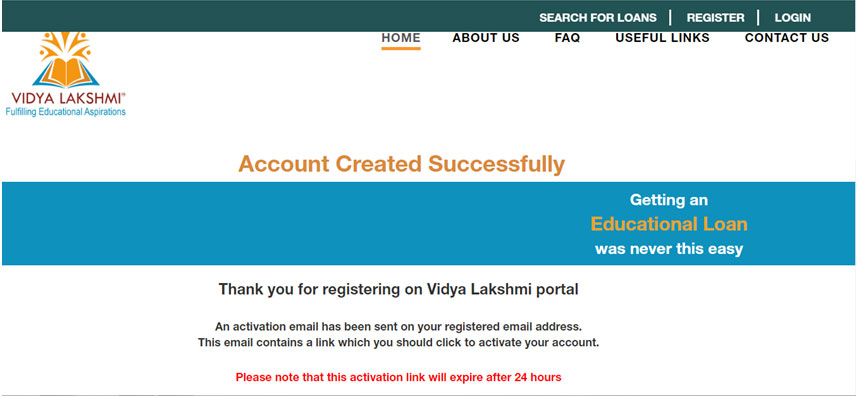 SEARCH FOR LOANS | REGISTER | LOGIN
HOME ABOUT US FAQ USEFUL LINKS CONTACT US
VIDYA LAKSHMI
Fulfilling Educational Aspirations
Account Created Successfully
Getting an
Educational Loan
was never this easy
Thank you for registering on Vidya Lakshmi portal
An activation email has been sent on your registered email address.
This email contains a link which you should click to activate your account.
Please note that this activation link will expire after 24 hours